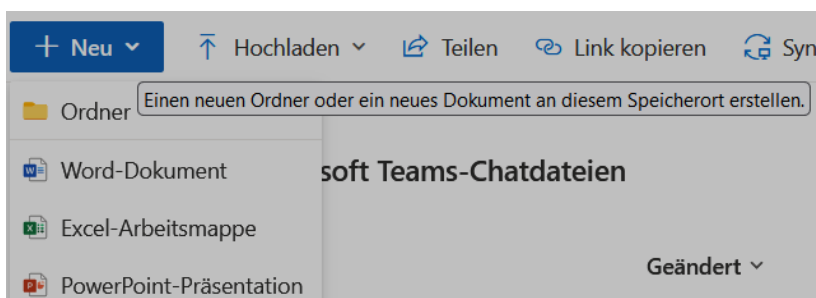 Neu
Hochladen
Teilen
Link kopieren
Syn
Einen neuen Ordner oder ein neues Dokument an diesem Speicherort erstellen.
Ordner
Word-Dokument
soft Teams-Chatdateien
Excel-Arbeitsmappe
Geändert
PowerPoint-Präsentation